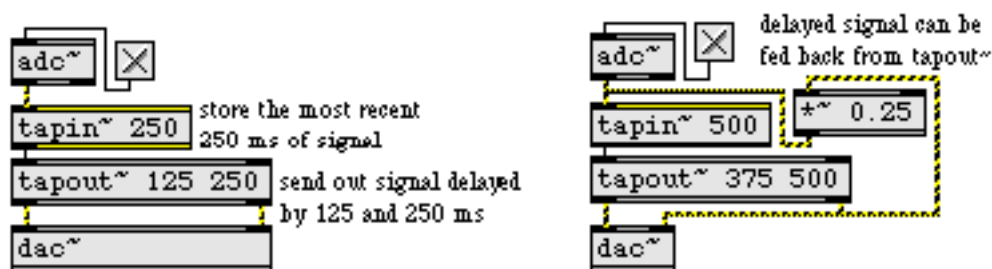 adc~
tapin~ 250
store the most recent
250 ms of signal
tapout~ 125 250
send out signal delayed
by 125 and 250 ms
dac~
delayed signal can be
fed back from tapout~
adc~
*~ 0.25
tapin~ 500
tapout~ 375 500
dac~